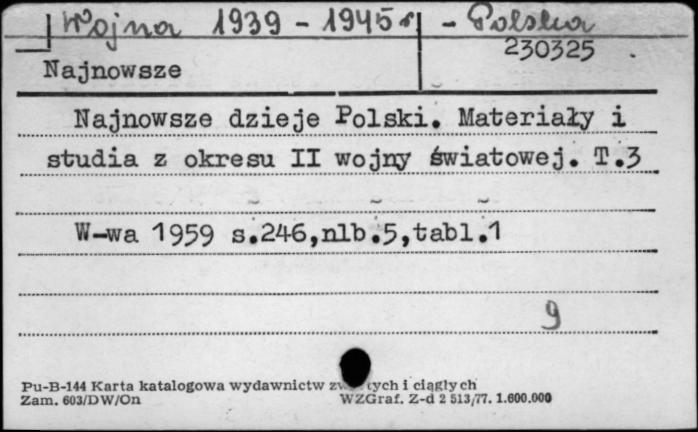 Wojna 1939 - 1945 r. - Polska
230325
Najnowsze
Najnowsze dzieje Polski. Materiały i
studia z okresu II wojny światowej. T.3
W-wa 1959 s.246,nlb.5,tabl.1
9
Pu-B-144 Karta katalogowa wydawnictw i ciągłych
Zam. 603/DW/On WZGraf. Z-d 2 513/77. 1.600.000